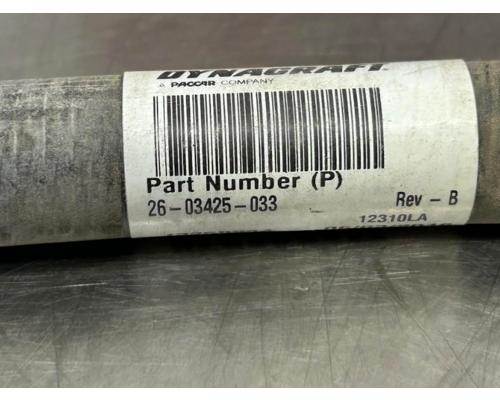 DYNACRAFT
A PACCAR COMPANY
Part Number (P)
26-03425-033
Rev - B
12310LA